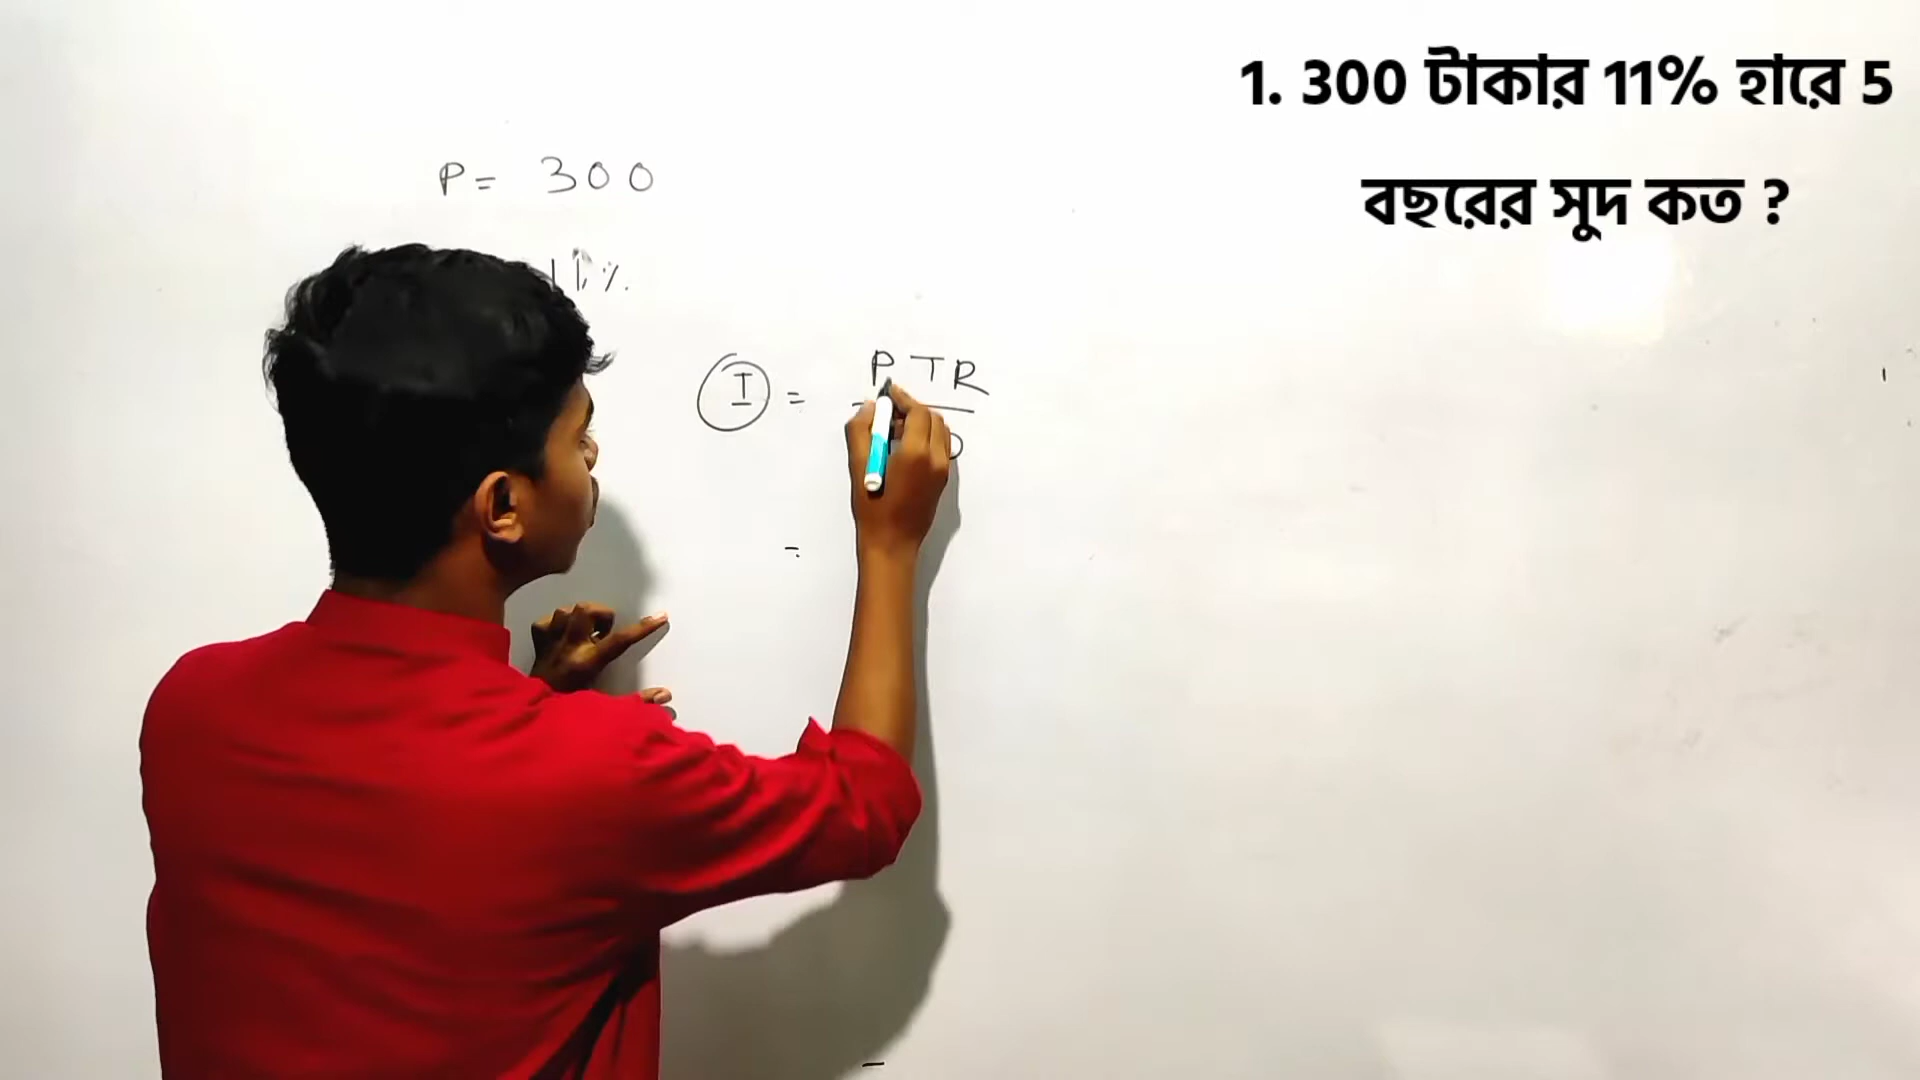 1. 300 টাকার 11% হারে 5
বছরের সুদ কত ?
P = 300
11%
I = PTR
=